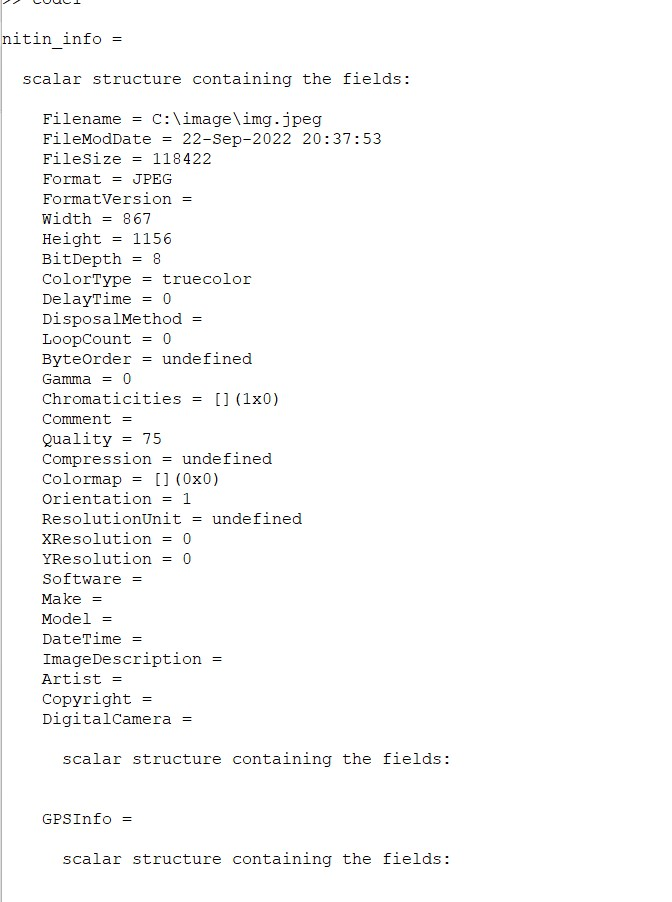 >> code1
nitin_info =
scalar structure containing the fields:
Filename = C:\image\img.jpeg
FileModDate = 22-Sep-2022 20:37:53
FileSize = 118422
Format = JPEG
FormatVersion =
Width = 867
Height = 1156
BitDepth = 8
ColorType = truecolor
DelayTime = 0
DisposalMethod =
LoopCount = 0
ByteOrder = undefined
Gamma = 0
Chromaticities = [](1x0)
Comment =
Quality = 75
Compression = undefined
Colormap = [](0x0)
Orientation = 1
ResolutionUnit = undefined
XResolution = 0
YResolution = 0
Software =
Make =
Model =
DateTime =
ImageDescription =
Artist =
Copyright =
DigitalCamera =
scalar structure containing the fields:
GPSInfo =
scalar structure containing the fields: